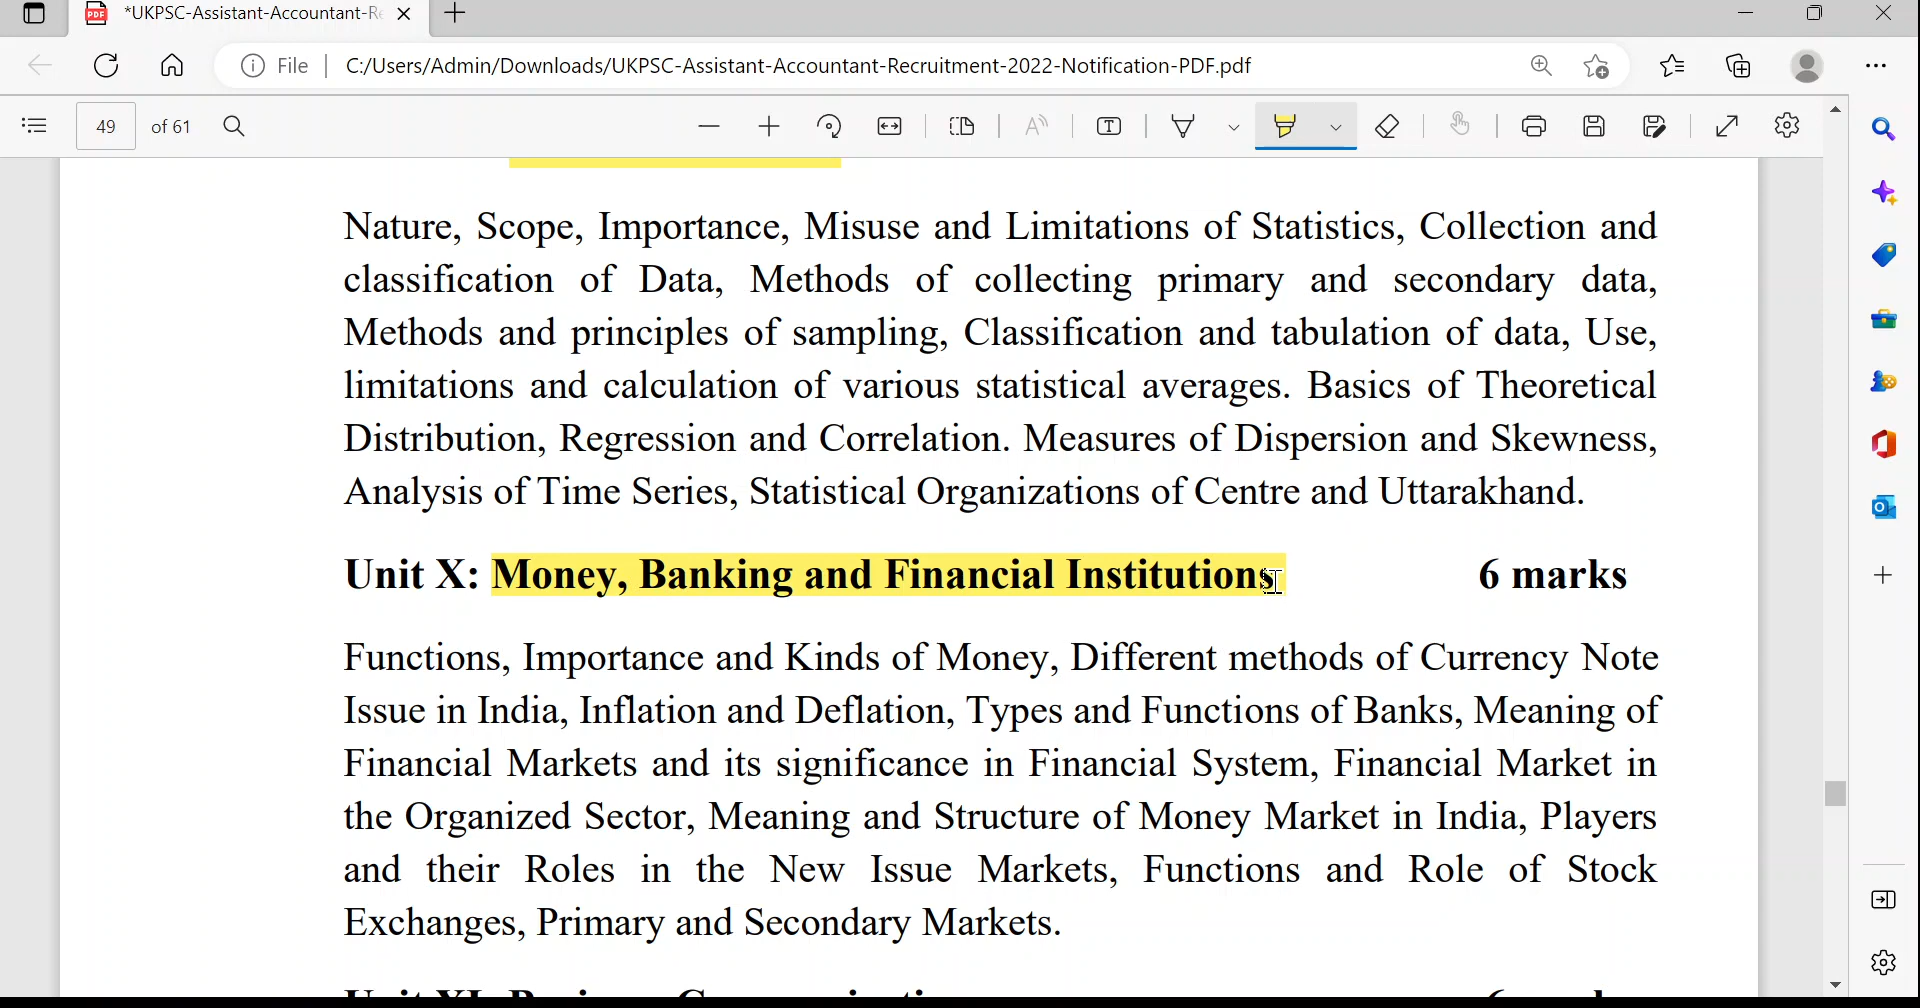 *UKPSC-Assistant-Accountant-R
File
C:/Users/Admin/Downloads/UKPSC-Assistant-Accountant-Recruitment-2022-Notification-PDF.pdf
49 of 61
Nature, Scope, Importance, Misuse and Limitations of Statistics, Collection and
classification of Data, Methods of collecting primary and secondary data,
Methods and principles of sampling, Classification and tabulation of data, Use,
limitations and calculation of various statistical averages. Basics of Theoretical
Distribution, Regression and Correlation. Measures of Dispersion and Skewness,
Analysis of Time Series, Statistical Organizations of Centre and Uttarakhand.
Unit X: Money, Banking and Financial Institutions 6 marks
Functions, Importance and Kinds of Money, Different methods of Currency Note
Issue in India, Inflation and Deflation, Types and Functions of Banks, Meaning of
Financial Markets and its significance in Financial System, Financial Market in
the Organized Sector, Meaning and Structure of Money Market in India, Players
and their Roles in the New Issue Markets, Functions and Role of Stock
Exchanges, Primary and Secondary Markets.